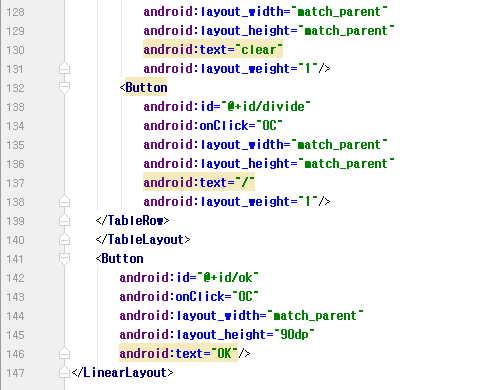 128 android:layout_width="match_parent"
129 android:layout_height="match_parent"
130 android:text="clear"
131 android:layout_weight="1"/>
132 <Button
133 android:id="@+id/divide"
134 android:onClick="OC"
135 android:layout_width="match_parent"
136 android:layout_height="match_parent"
137 android:text="/"
138 android:layout_weight="1"/>
139 </TableRow>
140 </TableLayout>
141 <Button
142 android:id="@+id/ok"
143 android:onClick="OC"
144 android:layout_width="match_parent"
145 android:layout_height="90dp"
146 android:text="OK"/>
147 </LinearLayout>